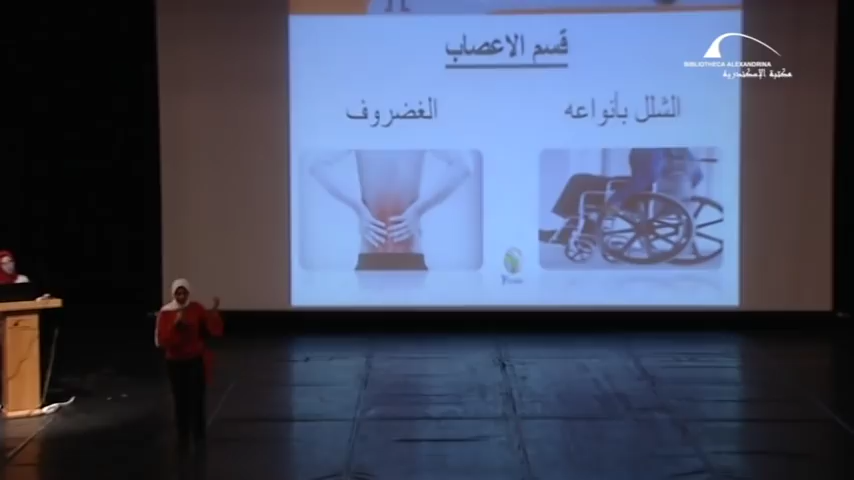 قسم الاعصاب
الشلل بأنواعه
الغضروف
BIBLIOTHECA ALEXANDRINA
مكتبة الإسكندرية